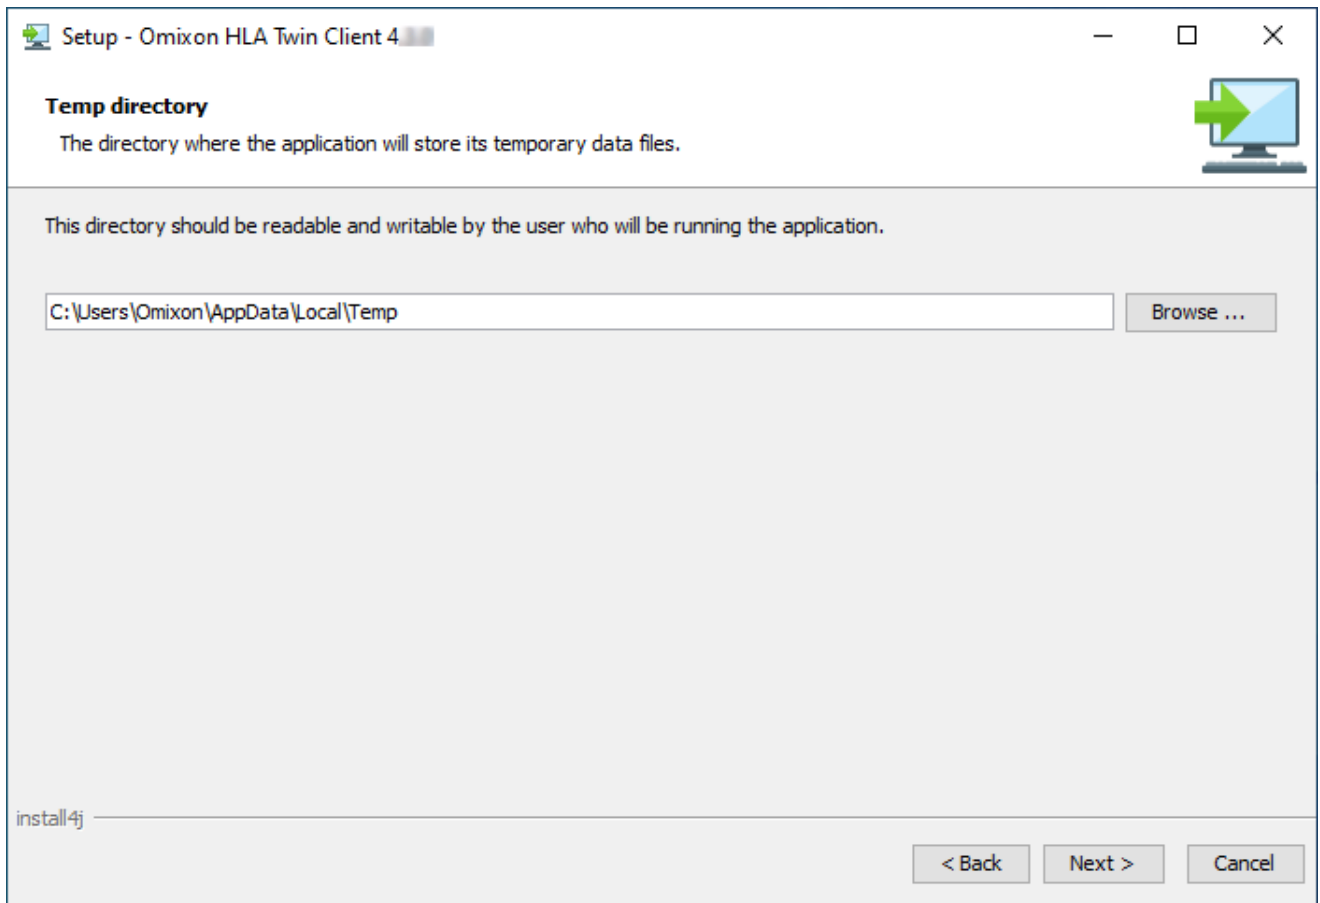 Setup - Omixon HLA Twin Client 4
Temp directory
The directory where the application will store its temporary data files.
This directory should be readable and writable by the user who will be running the application.
C:\Users\Omixon\AppData\Local\Temp
Browse ...
install4j
< Back
Next >
Cancel